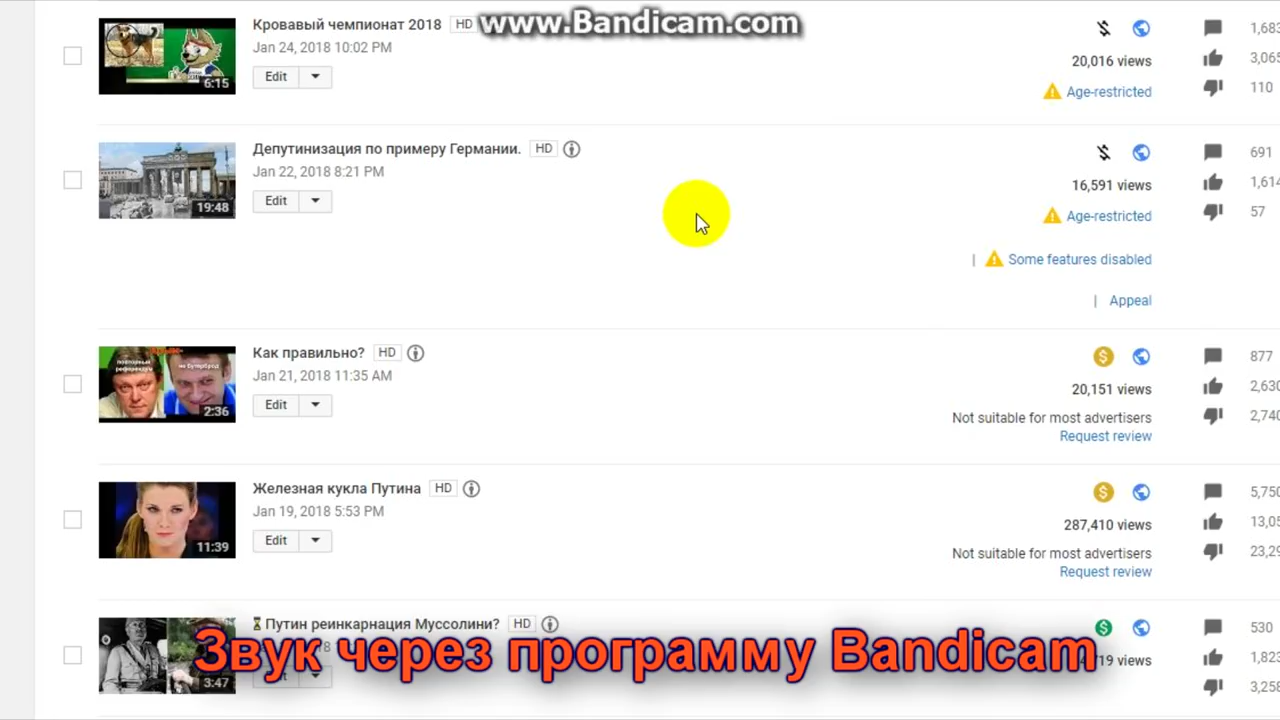 www.Bandicam.com
Кровавый чемпионат 2018 HD
Jan 24, 2018 10:02 PM
Edit
6:15
20,016 views
Age-restricted
1,683
3,065
110
Депутинизация по примеру Германии. HD
Jan 22, 2018 8:21 PM
Edit
19:48
16,591 views
Age-restricted
| Some features disabled
| Appeal
691
1,614
57
Как правильно? HD
Jan 21, 2018 11:35 AM
Edit
повторный
референдум
не бутерброд
2:36
20,151 views
Not suitable for most advertisers
Request review
877
2,630
2,740
Железная кукла Путина HD
Jan 19, 2018 5:53 PM
Edit
11:39
287,410 views
Not suitable for most advertisers
Request review
5,750
13,05
23,29
Путин реинкарнация Муссолини? HD
3:47
530
1,823
3,258
Звук через программу Bandicam